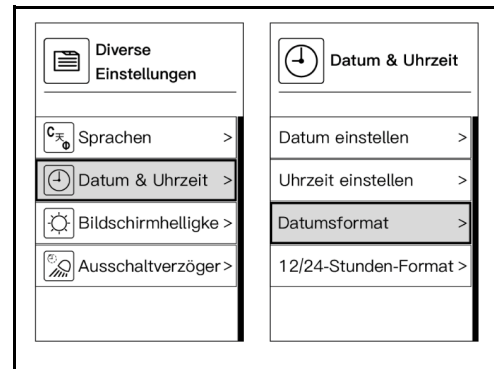 Diverse
Einstellungen
Sprachen >
Datum & Uhrzeit >
Bildschirmhelligke >
Ausschaltverzöger >
Datum & Uhrzeit
Datum einstellen >
Uhrzeit einstellen >
Datumsformat >
12/24-Stunden-Format >